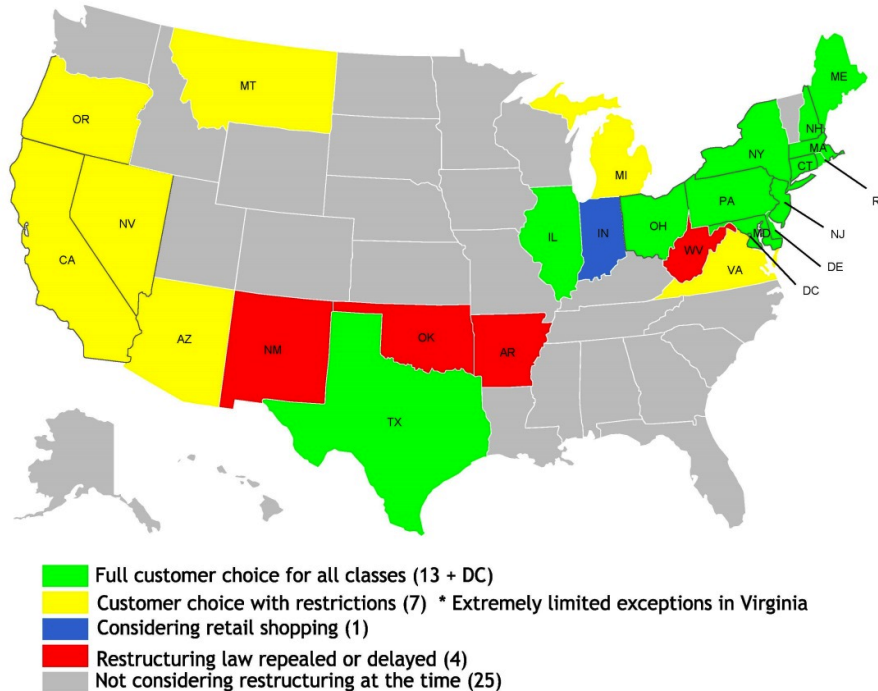 ME
MT
OR
NH
MA
NY
CT
MI
R
PA
NV
NJ
OH
IL
IN
MD
CA
WV
DE
VA
DC
AZ
OK
NM
AR
TX
Full customer choice for all classes (13 + DC)
Customer choice with restrictions (7) * Extremely limited exceptions in Virginia
Considering retail shopping (1)
Restructuring law repealed or delayed (4)
Not considering restructuring at the time (25)